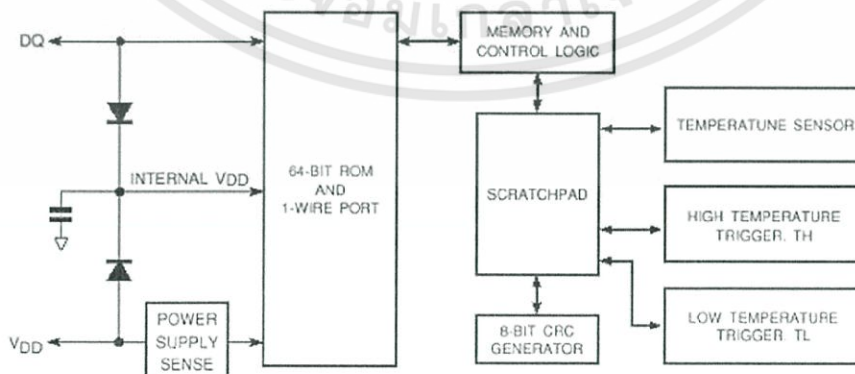 DQ
MEMORY AND
CONTROL LOGIC
TEMPERATUNE SENSOR
INTERNAL VDD
64-BIT ROM
AND
1-WIRE PORT
SCRATCHPAD
HIGH TEMPERATURE
TRIGGER. TH
VDD
POWER
SUPPLY
SENSE
8-BIT CRC
GENERATOR
LOW TEMPERATURE
TRIGGER. TL